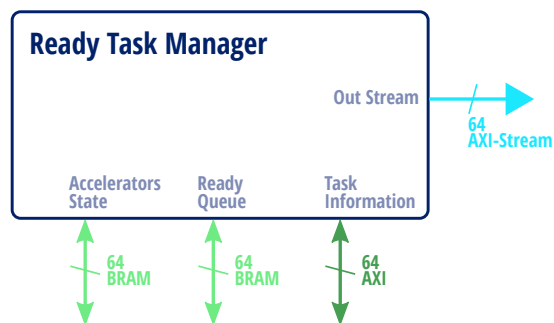 Ready Task Manager
Out Stream
64
AXI-Stream
Accelerators
State
Ready
Queue
Task
Information
64
BRAM
64
BRAM
64
AXI